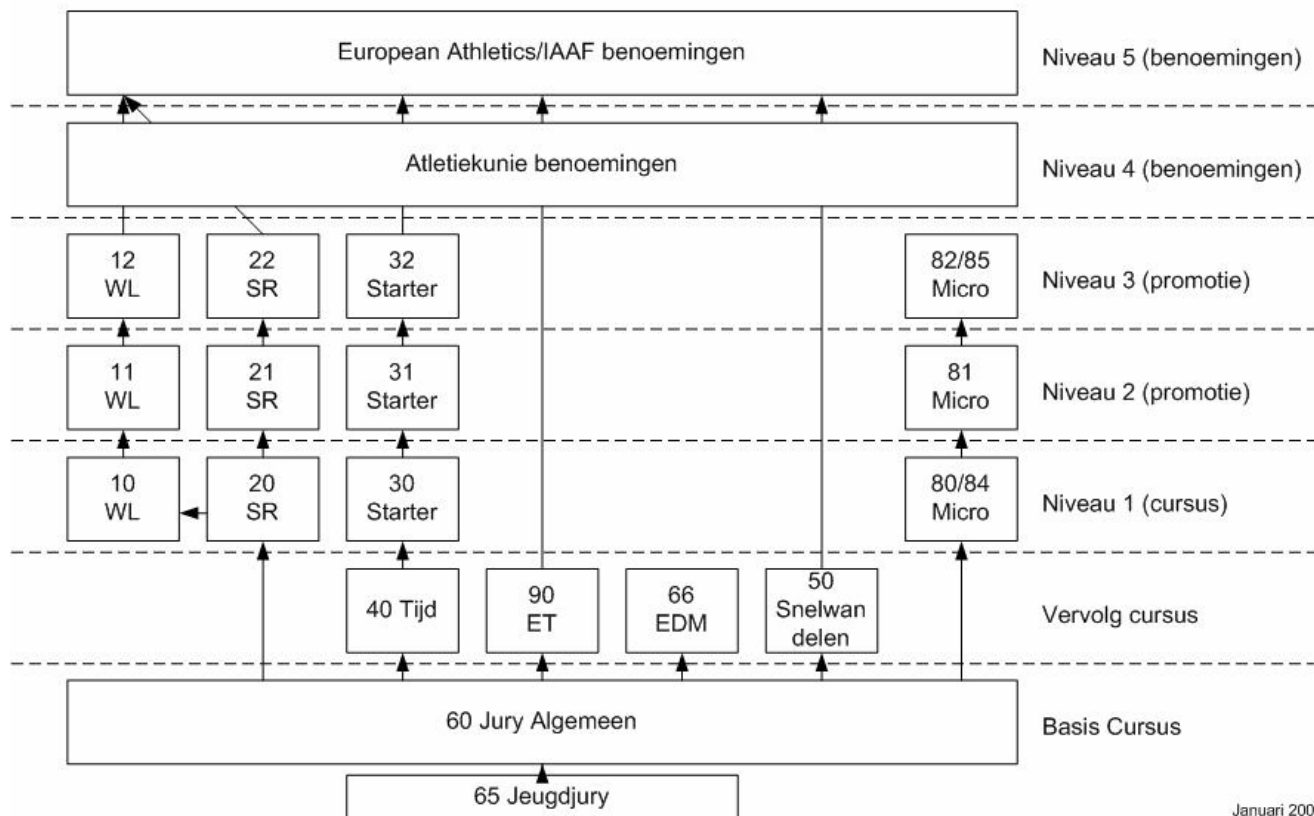 European Athletics/IAAF benoemingen
Niveau 5 (benoemingen)
Atletiekunie benoemingen
Niveau 4 (benoemingen)
12
WL
22
SR
32
Starter
82/85
Micro
Niveau 3 (promotie)
11
WL
21
SR
31
Starter
81
Micro
Niveau 2 (promotie)
10
WL
20
SR
30
Starter
80/84
Micro
Niveau 1 (cursus)
40 Tijd
90
ET
66
EDM
50
Snelwan
delen
Vervolg cursus
60 Jury Algemeen
Basis Cursus
65 Jeugdjury
Januari 200